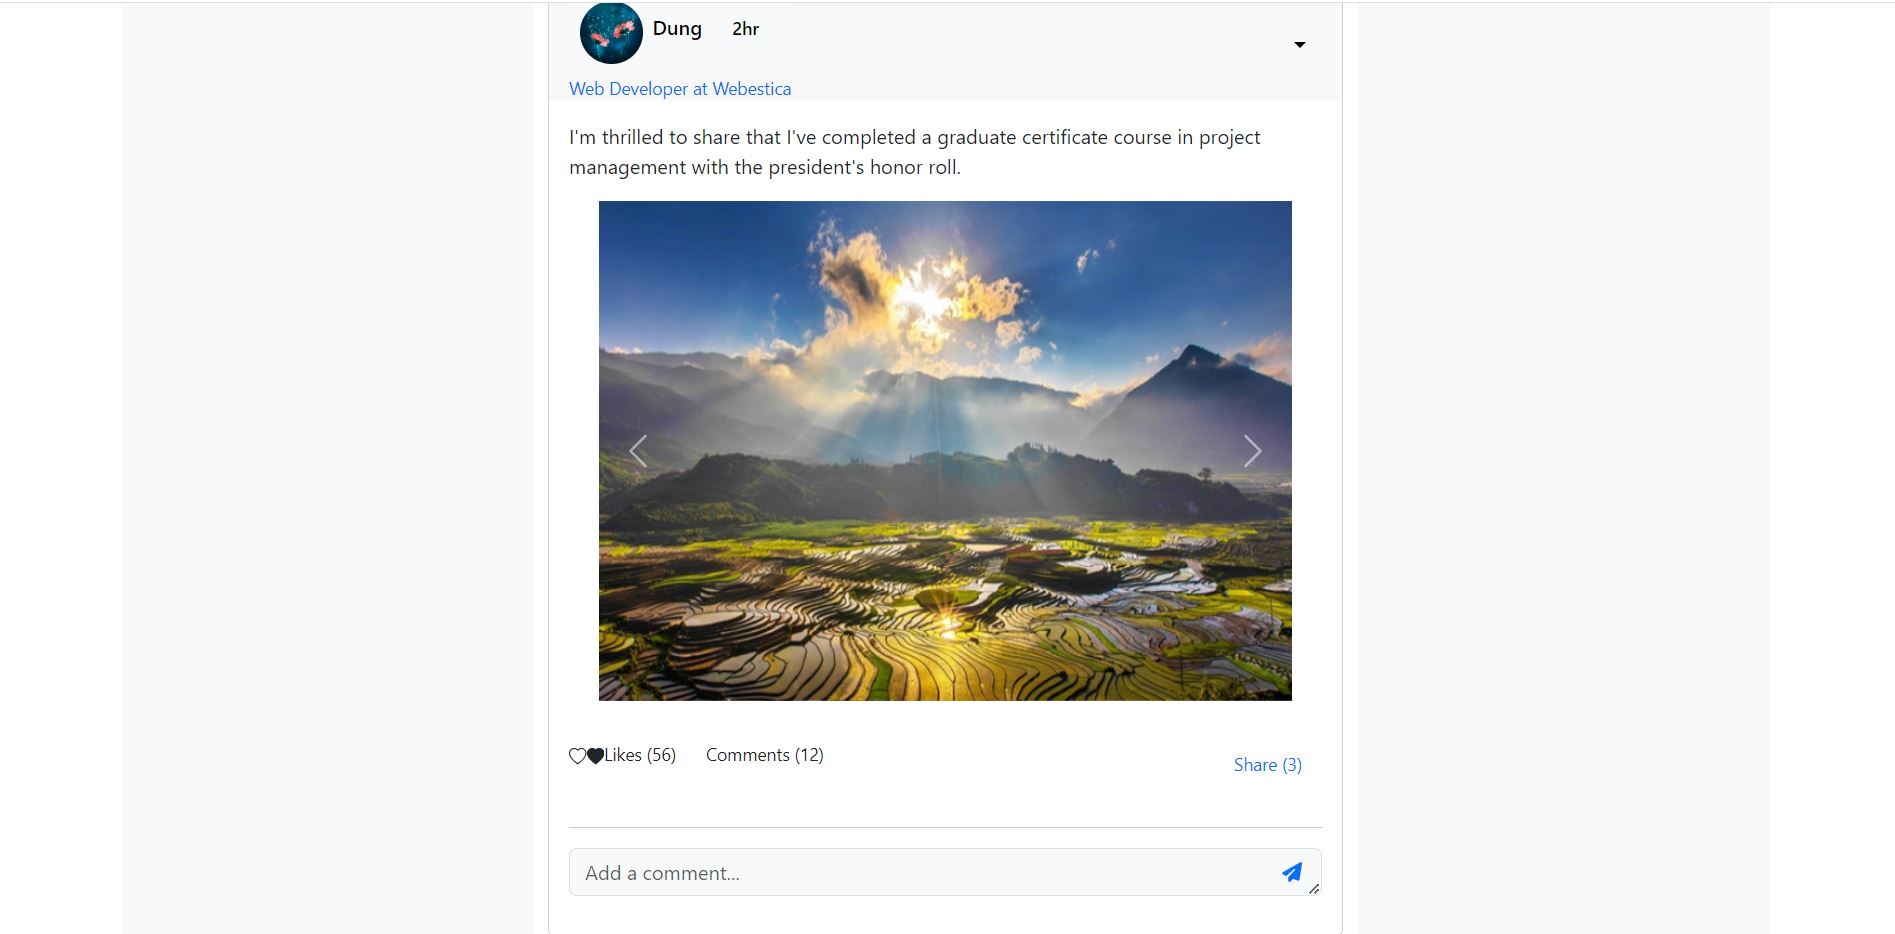 Dung 2hr
Web Developer at Webestica
I'm thrilled to share that I've completed a graduate certificate course in project
management with the president's honor roll.
Likes (56) Comments (12)
Share (3)
Add a comment...